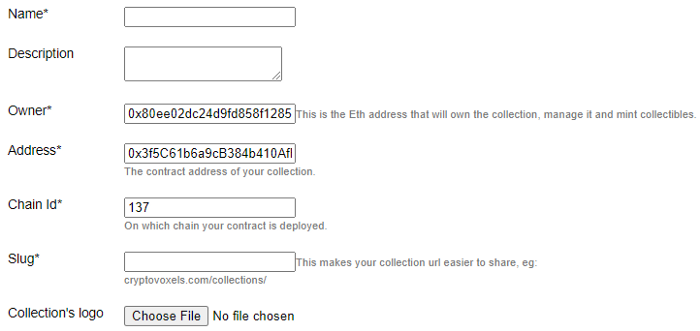 Name*
Description
Owner* 0x80ee02dc24d9fd858f1285 This is the Eth address that will own the collection, manage it and mint collectibles.
Address* 0x3f5C61b6a9cB384b410Afl
The contract address of your collection.
Chain Id* 137
On which chain your contract is deployed.
Slug* This makes your collection url easier to share, eg:
cryptovoxels.com/collections/
Collection's logo Choose File No file chosen